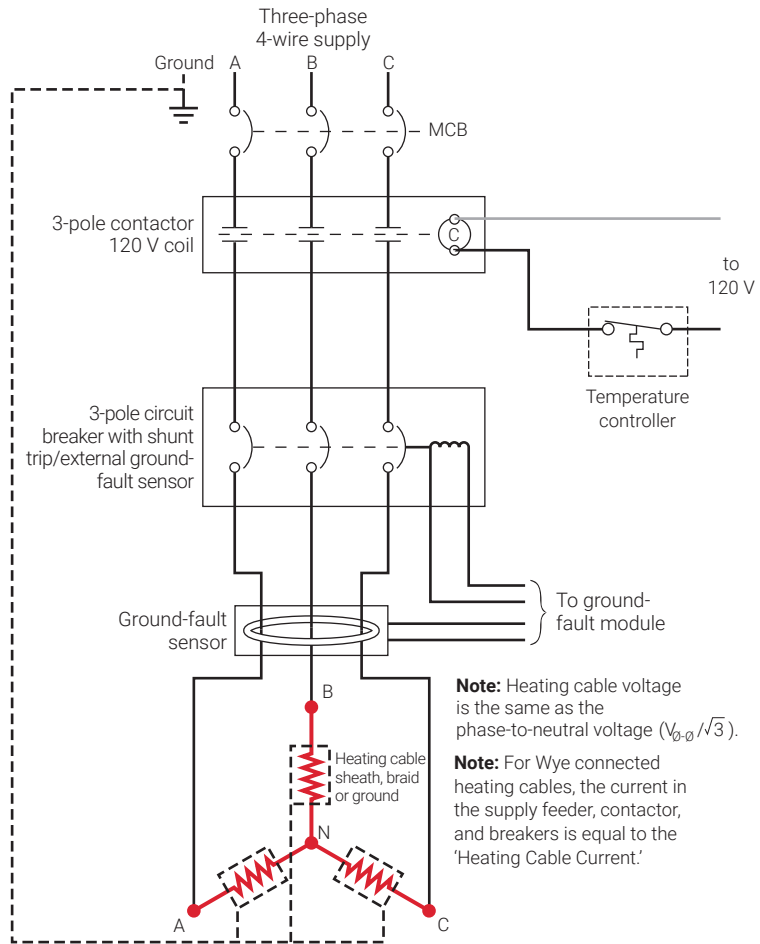 Three-phase
4-wire supply
Ground
A
B
C
MCB
3-pole contactor
120 V coil
C
to
120 V
Temperature
controller
3-pole circuit
breaker with shunt
trip/external ground-
fault sensor
To ground-
fault module
Ground-fault
sensor
B
Note: Heating cable voltage
is the same as the
phase-to-neutral voltage (Vø-ø/√3).
Note: For Wye connected
heating cables, the current in
the supply feeder, contactor,
and breakers is equal to the
‘Heating Cable Current.’
Heating cable
sheath, braid
or ground
N
A
C